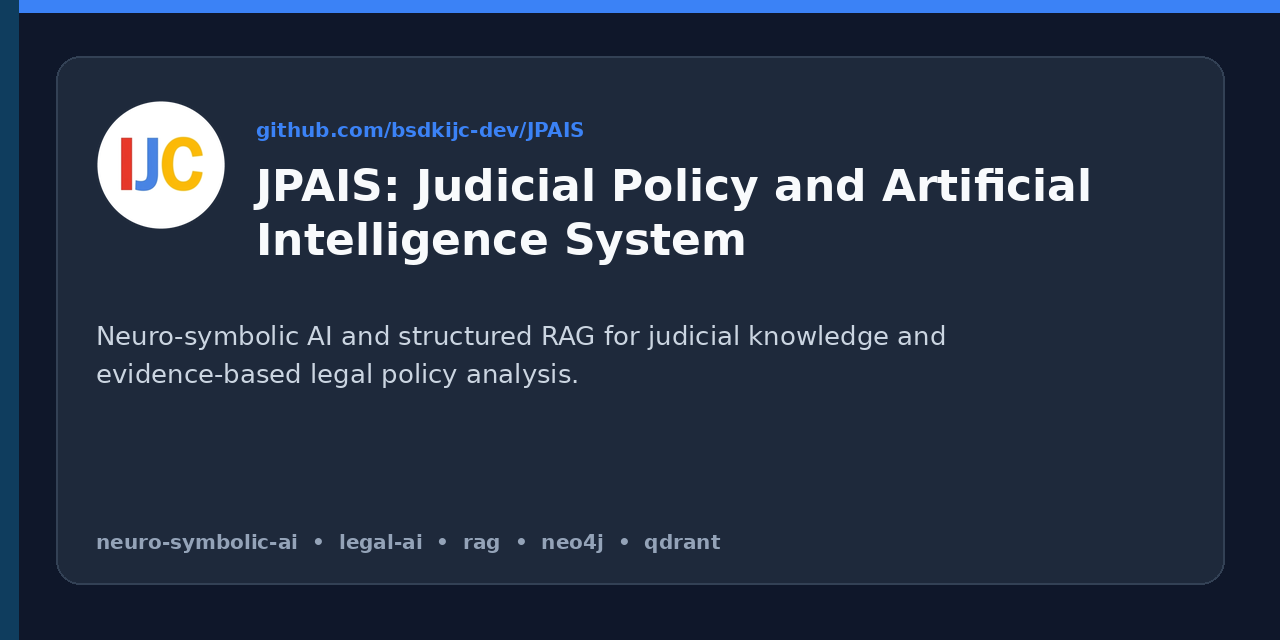 IJC
github.com/bsdkijc-dev/JPAIS
JPAIS: Judicial Policy and Artificial
Intelligence System
Neuro-symbolic AI and structured RAG for judicial knowledge and
evidence-based legal policy analysis.
neuro-symbolic-ai • legal-ai • rag • neo4j • qdrant